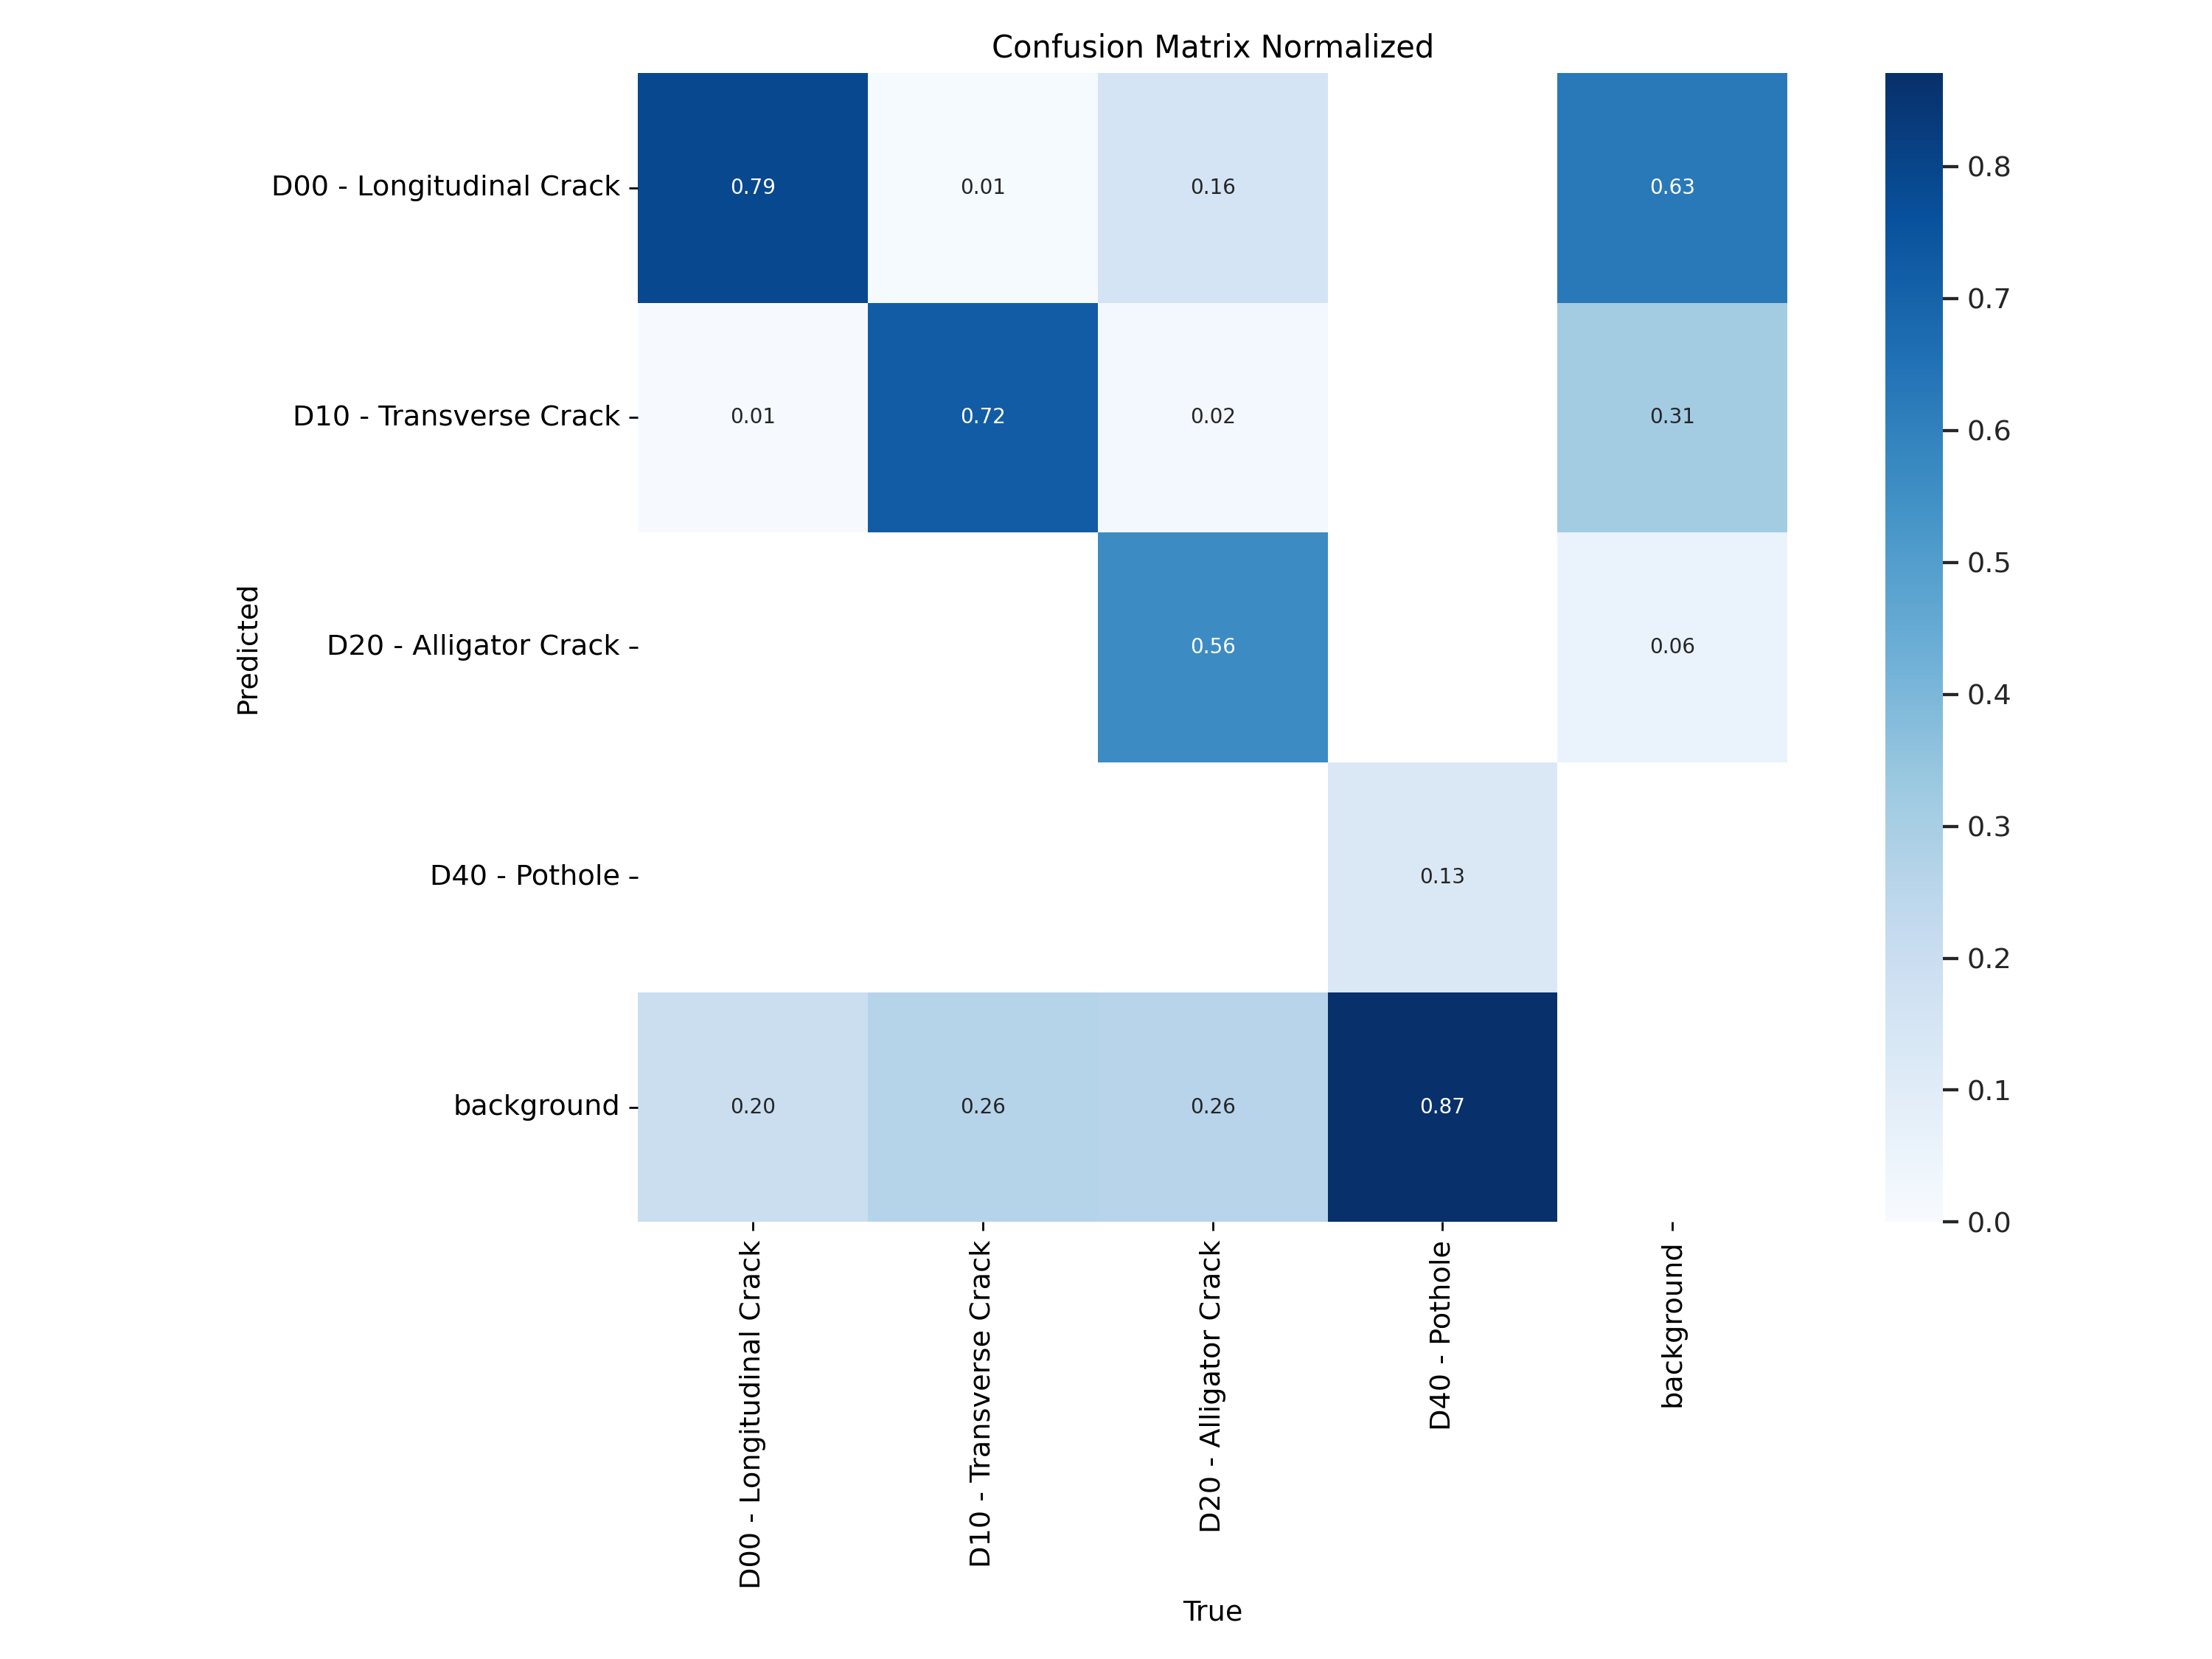 Confusion Matrix Normalized
D00 - Longitudinal Crack
0.79
0.01
0.16
0.63
D10 - Transverse Crack
0.01
0.72
0.02
0.31
D20 - Alligator Crack
0.56
0.06
D40 - Pothole
0.13
background
0.20
0.26
0.26
0.87
Predicted
D00 - Longitudinal Crack
D10 - Transverse Crack
D20 - Alligator Crack
D40 - Pothole
background
True
0.8
0.7
0.6
0.5
0.4
0.3
0.2
0.1
0.0